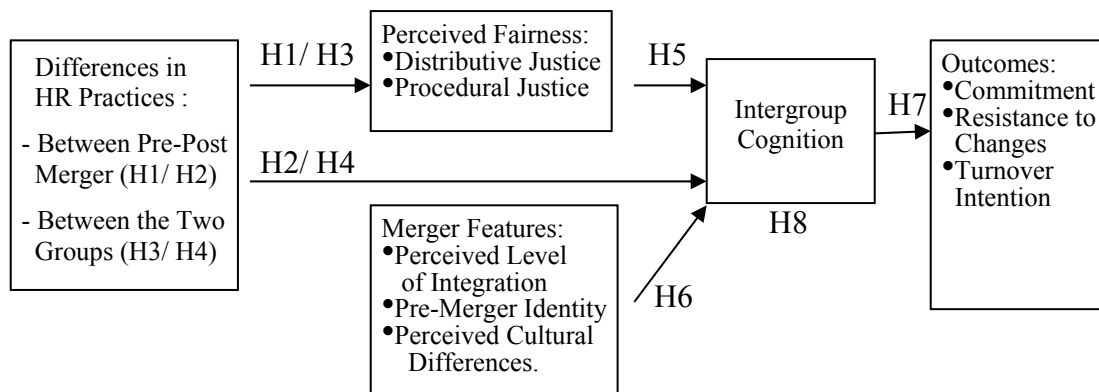 Differences in
HR Practices :
- Between Pre-Post
Merger (H1/ H2)
- Between the Two
Groups (H3/ H4)
H1/ H3
Perceived Fairness:
•Distributive Justice
•Procedural Justice
H5
H2/ H4
Merger Features:
•Perceived Level
of Integration
•Pre-Merger Identity
•Perceived Cultural
Differences.
H6
Intergroup
Cognition
H8
H7
Outcomes:
•Commitment
•Resistance to
Changes
•Turnover
Intention